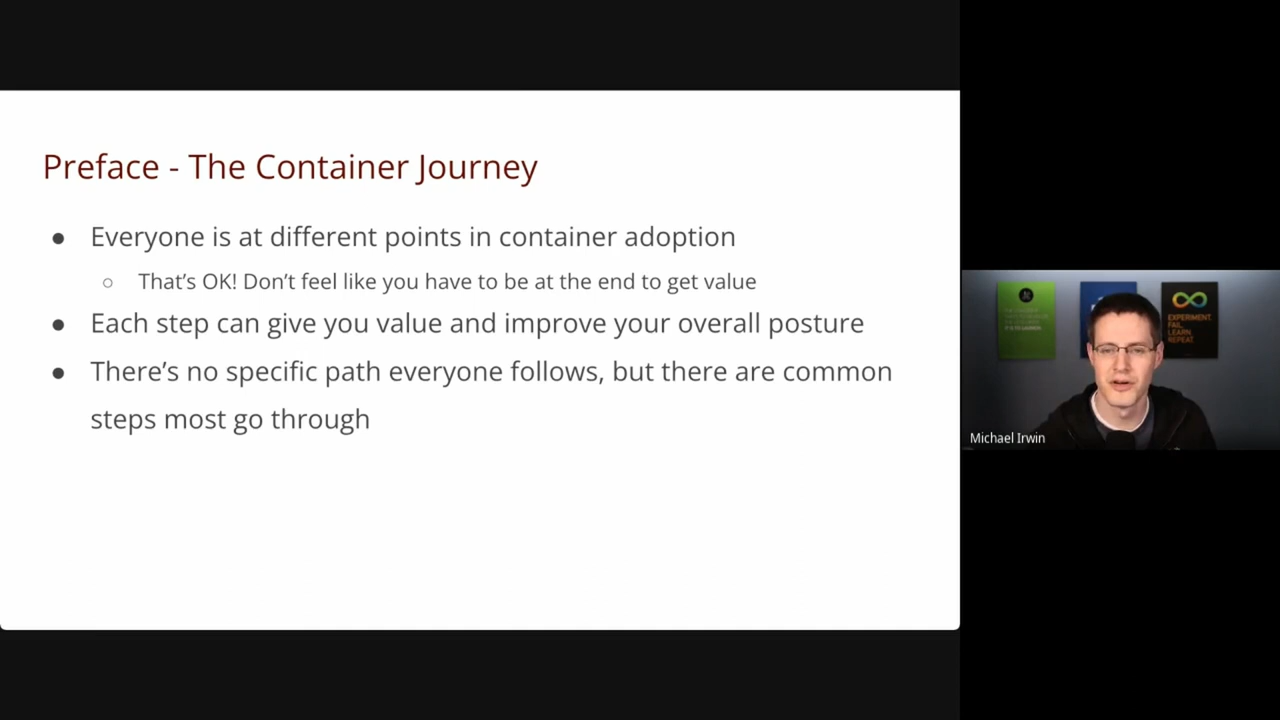 Preface - The Container Journey
● Everyone is at different points in container adoption
○ That's OK! Don't feel like you have to be at the end to get value
● Each step can give you value and improve your overall posture
● There's no specific path everyone follows, but there are common
steps most go through
EXPERIMENT.
FAIL.
LEARN.
REPEAT.
Michael Irwin